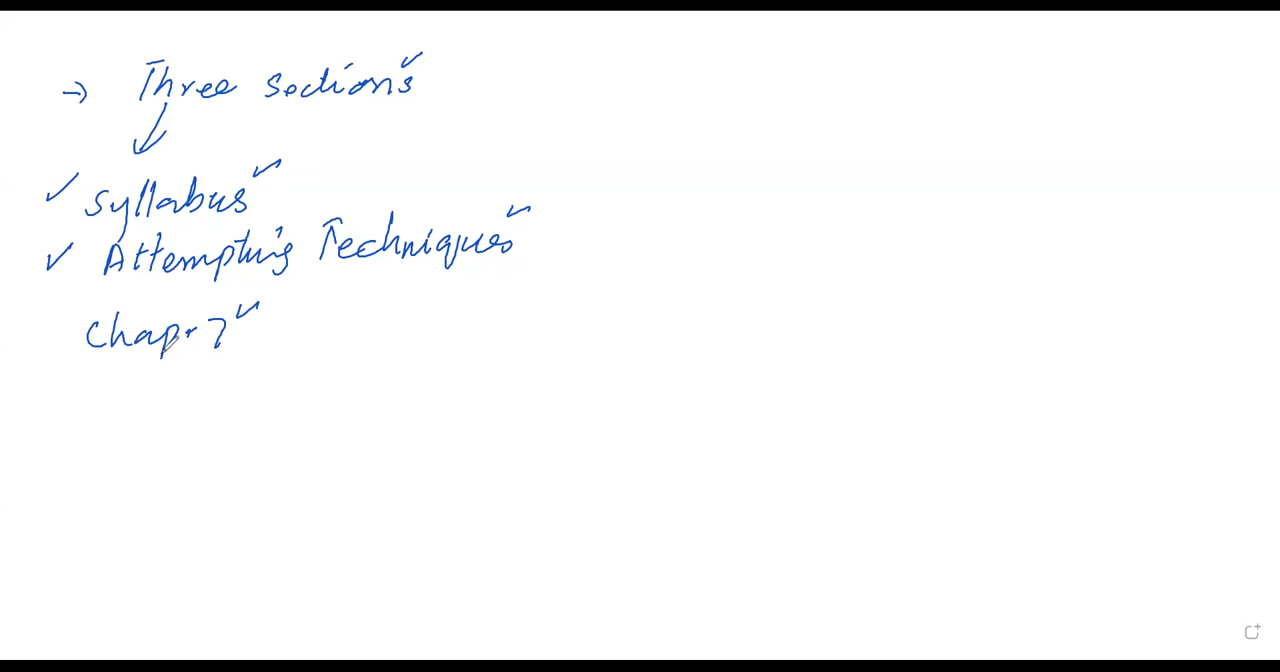 → Three sections ✓
✓ Syllabus ✓
✓ Attempting Techniques ✓
Chap-7 ✓